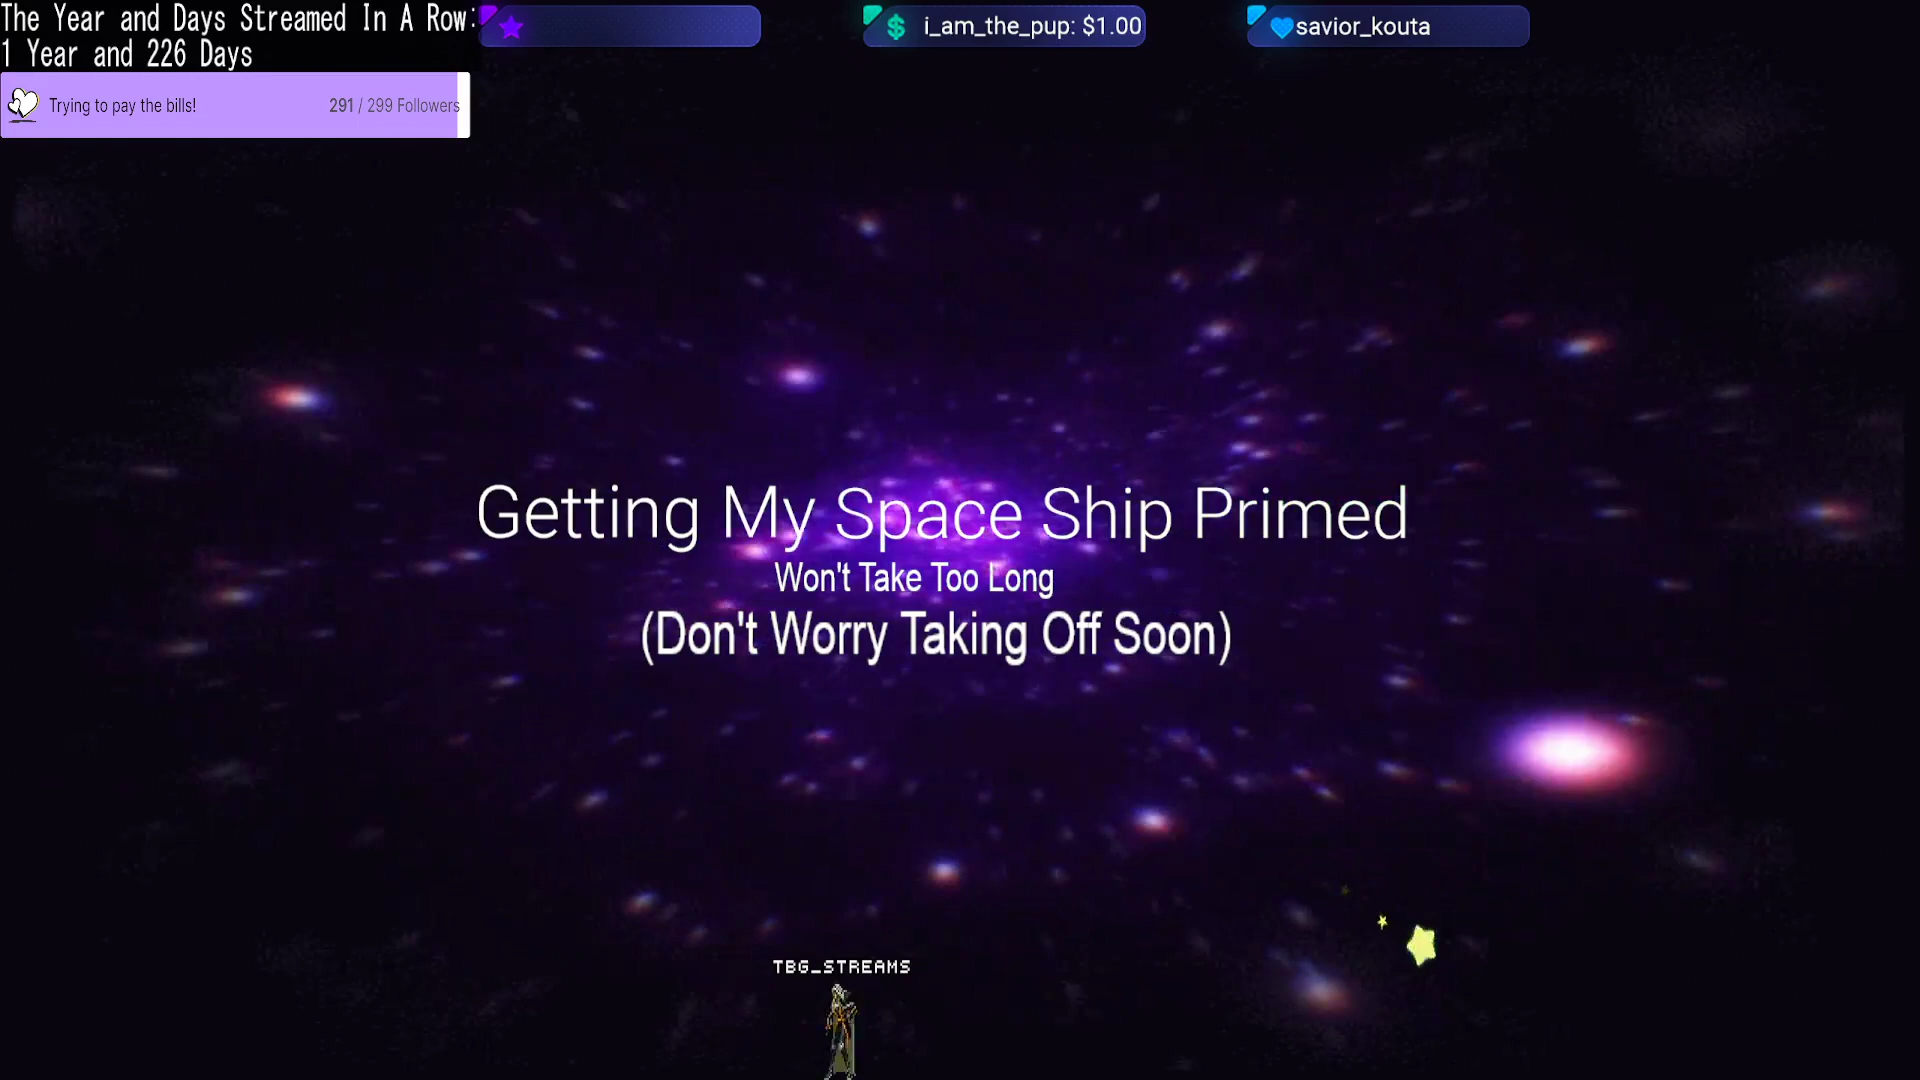 The Year and Days Streamed In A Row:
1 Year and 226 Days
Trying to pay the bills!
291 / 299 Followers
i_am_the_pup: $1.00
savior_kouta
Getting My Space Ship Primed
Won't Take Too Long
(Don't Worry Taking Off Soon)
TBG_STREAMS